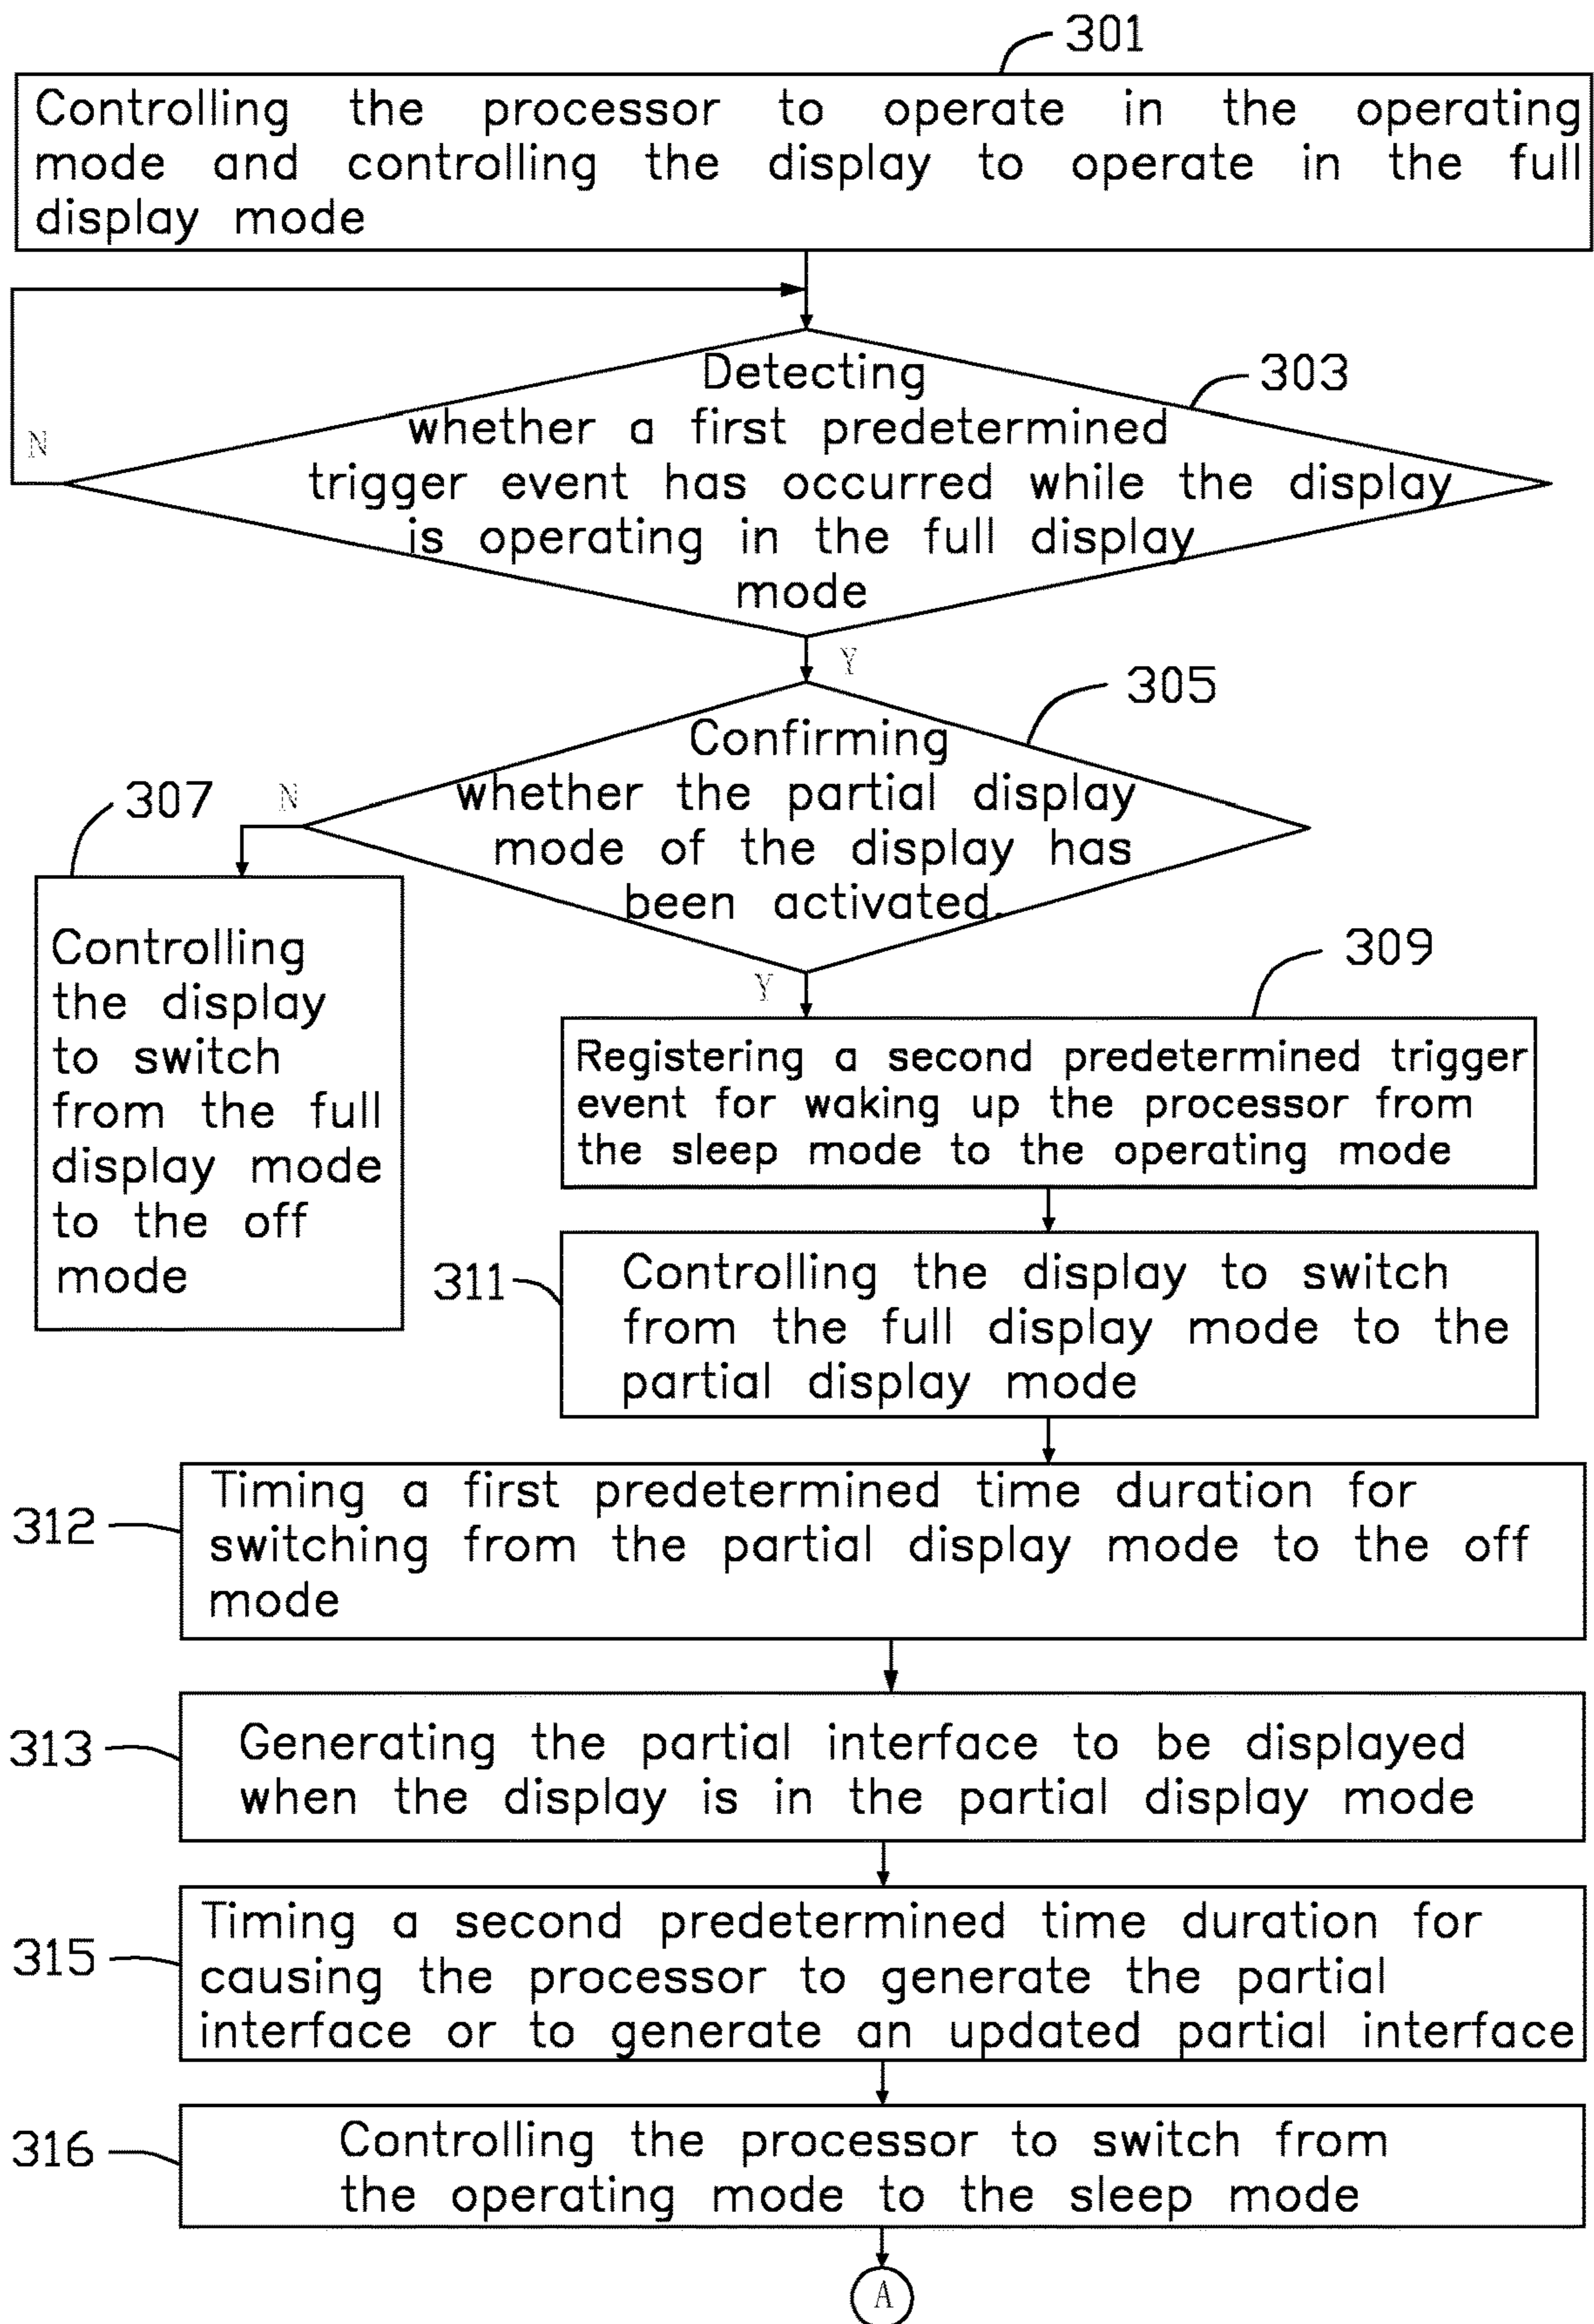 301
Controlling the processor to operate in the operating
mode and controlling the display to operate in the full
display mode
303
Detecting
whether a first predetermined
trigger event has occurred while the display
is operating in the full display
mode
N
Y
305
Confirming
whether the partial display
mode of the display has
been activated.
N
Y
307
Controlling
the display
to switch
from the full
display mode
to the off
mode
309
Registering a second predetermined trigger
event for waking up the processor from
the sleep mode to the operating mode
311
Controlling the display to switch
from the full display mode to the
partial display mode
312
Timing a first predetermined time duration for
switching from the partial display mode to the off
mode
313
Generating the partial interface to be displayed
when the display is in the partial display mode
315
Timing a second predetermined time duration for
causing the processor to generate the partial
interface or to generate an updated partial interface
316
Controlling the processor to switch from
the operating mode to the sleep mode
A